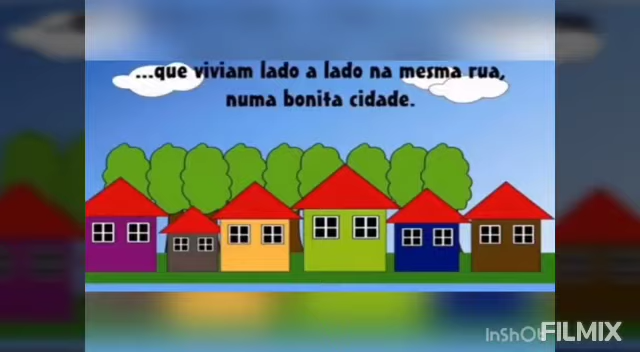 ...que viviam lado a lado na mesma rua,
numa bonita cidade.
InShOt
FILMIX